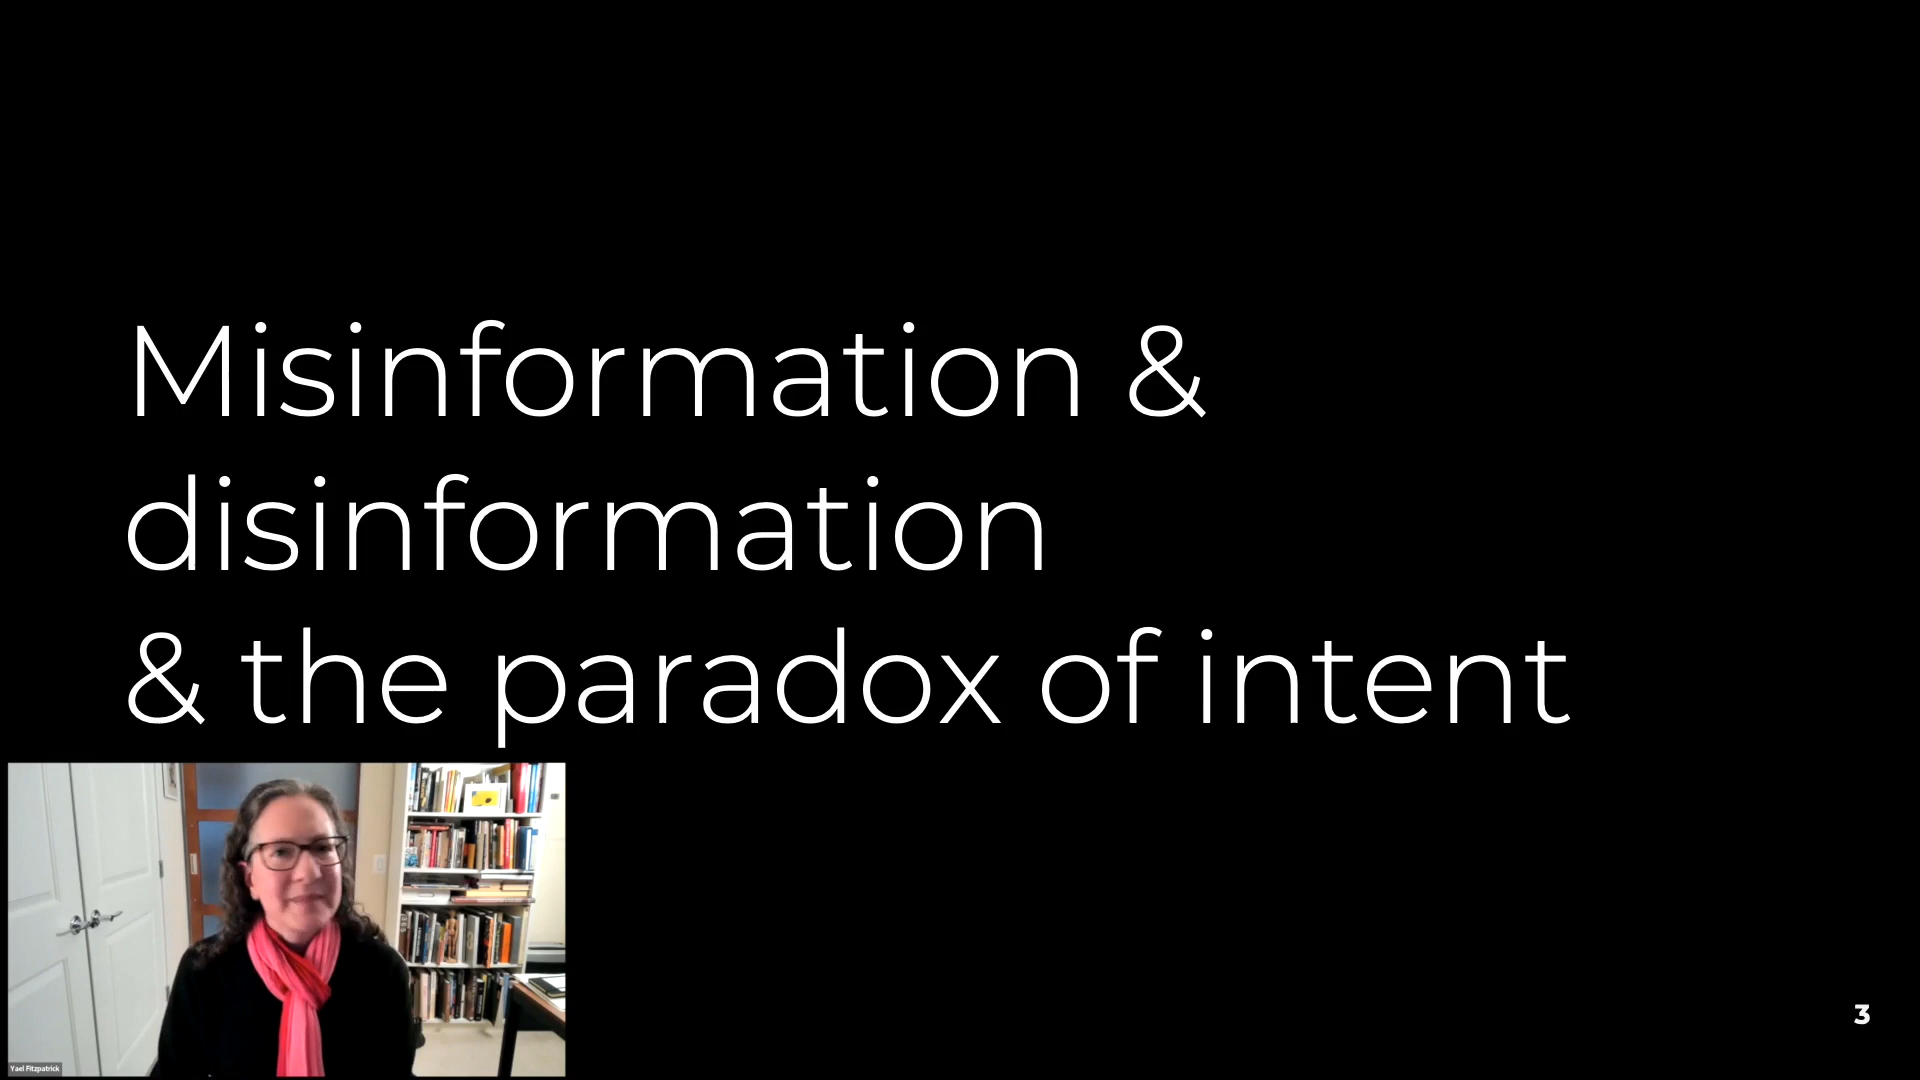 Misinformation &
disinformation
& the paradox of intent
Yael Fitzpatrick
3